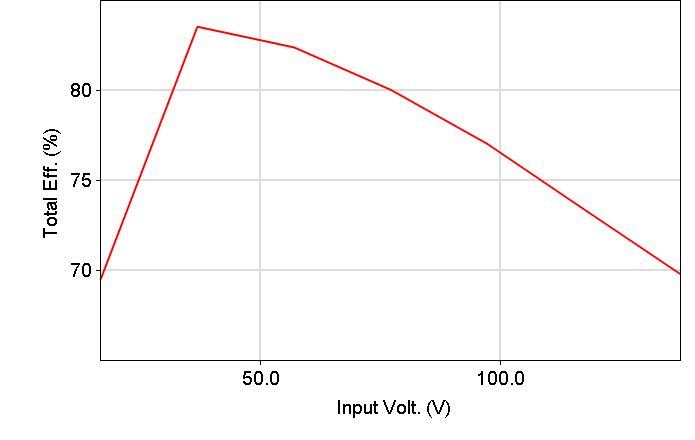 80
75
70
Total Eff. (%)
50.0
100.0
Input Volt. (V)